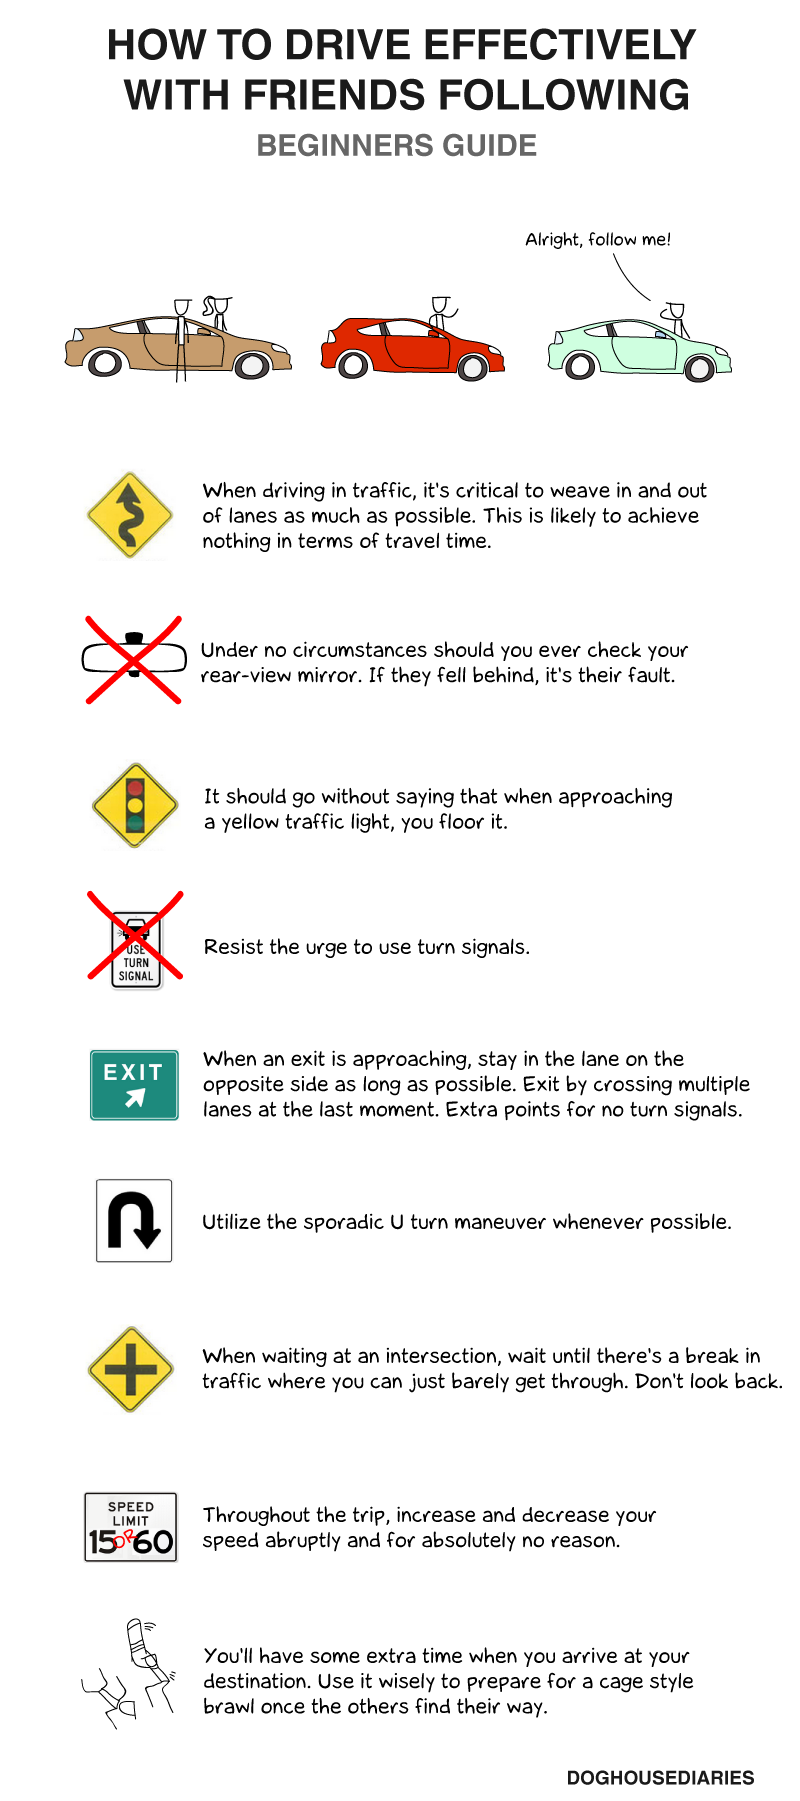 HOW TO DRIVE EFFECTIVELY
WITH FRIENDS FOLLOWING
BEGINNERS GUIDE
Alright, follow me!
When driving in traffic, it's critical to weave in and out
of lanes as much as possible. This is likely to achieve
nothing in terms of travel time.
Under no circumstances should you ever check your
rear-view mirror. If they fell behind, it's their fault.
It should go without saying that when approaching
a yellow traffic light, you floor it.
USE
TURN
SIGNAL
Resist the urge to use turn signals.
EXIT
When an exit is approaching, stay in the lane on the
opposite side as long as possible. Exit by crossing multiple
lanes at the last moment. Extra points for no turn signals.
Utilize the sporadic U turn maneuver whenever possible.
When waiting at an intersection, wait until there's a break in
traffic where you can just barely get through. Don't look back.
SPEED
LIMIT
15 OR 60
Throughout the trip, increase and decrease your
speed abruptly and for absolutely no reason.
You'll have some extra time when you arrive at your
destination. Use it wisely to prepare for a cage style
brawl once the others find their way.
DOGHOUSEDIARIES